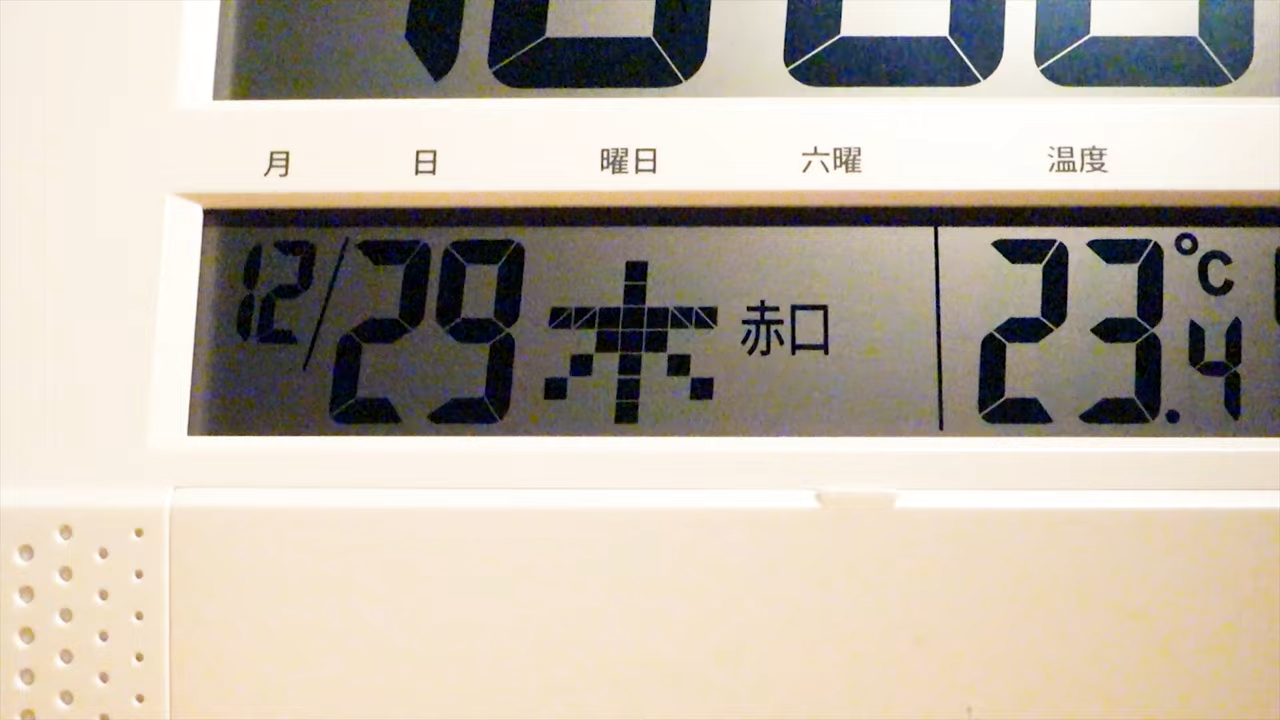 月 日 曜日 六曜 温度
12/29 木 赤口 23.4℃